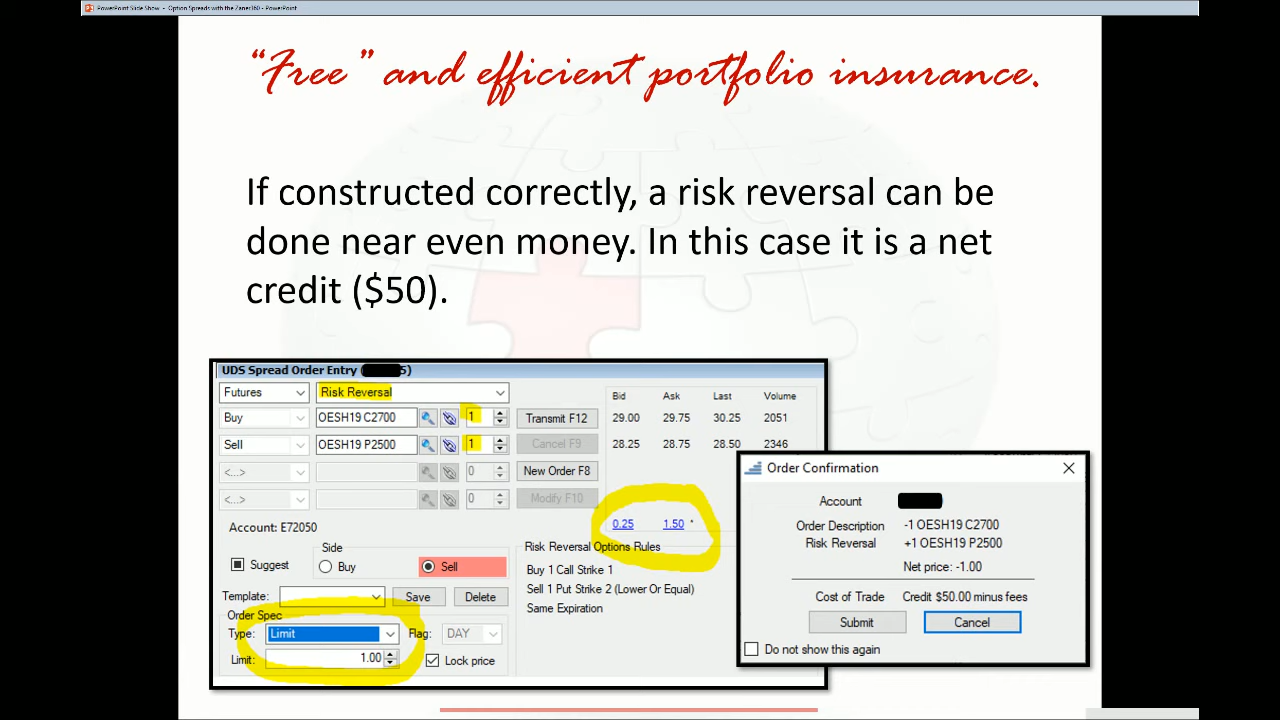 PowerPoint Slide Show - Option Spreads with the Zaner360 - PowerPoint
“Free” and efficient portfolio insurance.
If constructed correctly, a risk reversal can be
done near even money. In this case it is a net
credit ($50).
UDS Spread Order Entry ( 5)
Futures Risk Reversal
Bid Ask Last Volume
Buy OESH19 C2700 1 Transmit F12 29.00 29.75 30.25 2051
Sell OESH19 P2500 1 Cancel F9 28.25 28.75 28.50 2346
<...> 0 New Order F8
<...> 0 Modify F10
Account: E72050
0.25 1.50 *
Suggest Side Buy Sell
Template: Save Delete
Order Spec
Type: Limit Flag: DAY
Limit: 1.00 Lock price
Risk Reversal Options Rules
Buy 1 Call Strike 1
Sell 1 Put Strike 2 (Lower Or Equal)
Same Expiration
Order Confirmation
Account
Order Description -1 OESH19 C2700
Risk Reversal +1 OESH19 P2500
Net price: -1.00
Cost of Trade Credit $50.00 minus fees
Submit Cancel
Do not show this again